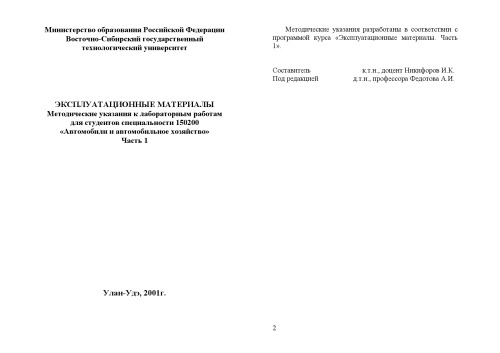 Министерство образования Российской Федерации
Восточно-Сибирский государственный
технологический университет
ЭКСПЛУАТАЦИОННЫЕ МАТЕРИАЛЫ
Методические указания к лабораторным работам
для студентов специальности 150200
«Автомобили и автомобильное хозяйство»
Часть 1
Улан-Удэ, 2001г.
Методические указания разработаны в соответствии с
программой курса «Эксплуатационные материалы. Часть
1».
Составитель к.т.н., доцент Никифоров И.К.
Под редакцией д.т.н., профессора Федотова А.И.
2